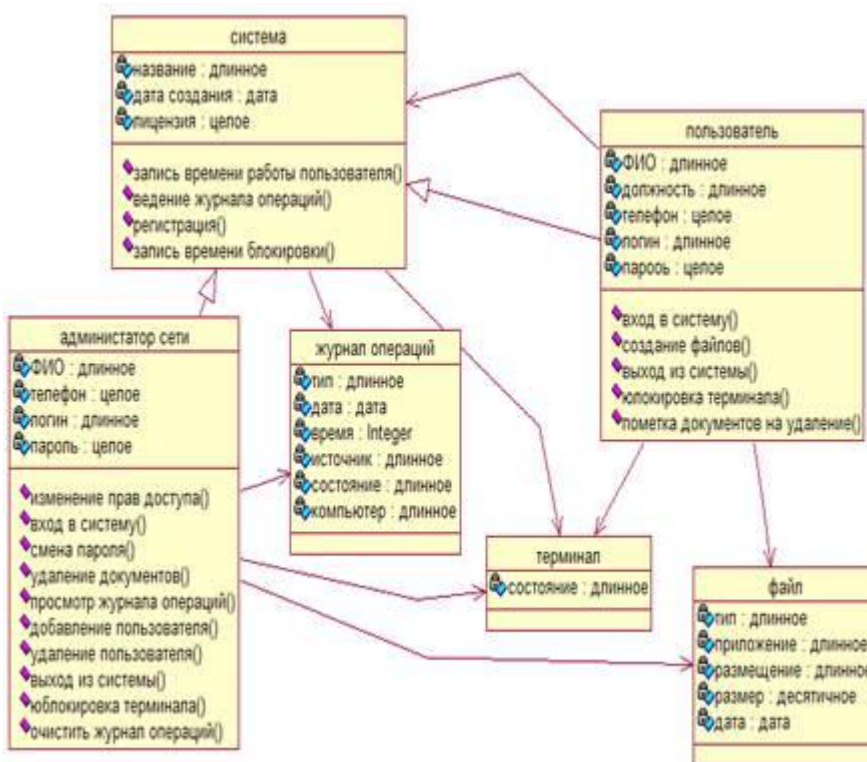 система
название : длинное
дата создания : дата
лицензия : целое
запись времени работы пользователя()
ведение журнала операций()
регистрация()
запись времени блокировки()
пользователь
ФИО : длинное
должность : длинное
телефон : целое
логин : длинное
парооь : целое
вход в систему()
создание файлов()
выход из системы()
юлокировка терминала()
пометка документов на удаление()
администатор сети
ФИО : длинное
телефон : целое
логин : длинное
пароль : целое
изменение прав доступа()
вход в систему()
смена пароля()
удаление документов()
просмотр журнала операций()
добавление пользователя()
удаление пользователя()
выход из системы()
юблокировка терминала()
очистить журнал операций()
журнал операций
тип : длинное
дата : дата
время : Integer
источник : длинное
состояние : длинное
компьютер : длинное
терминал
состояние : длинное
файл
тип : длинное
приложение : длинное
размещение : длинное
размер : десятичное
дата : дата